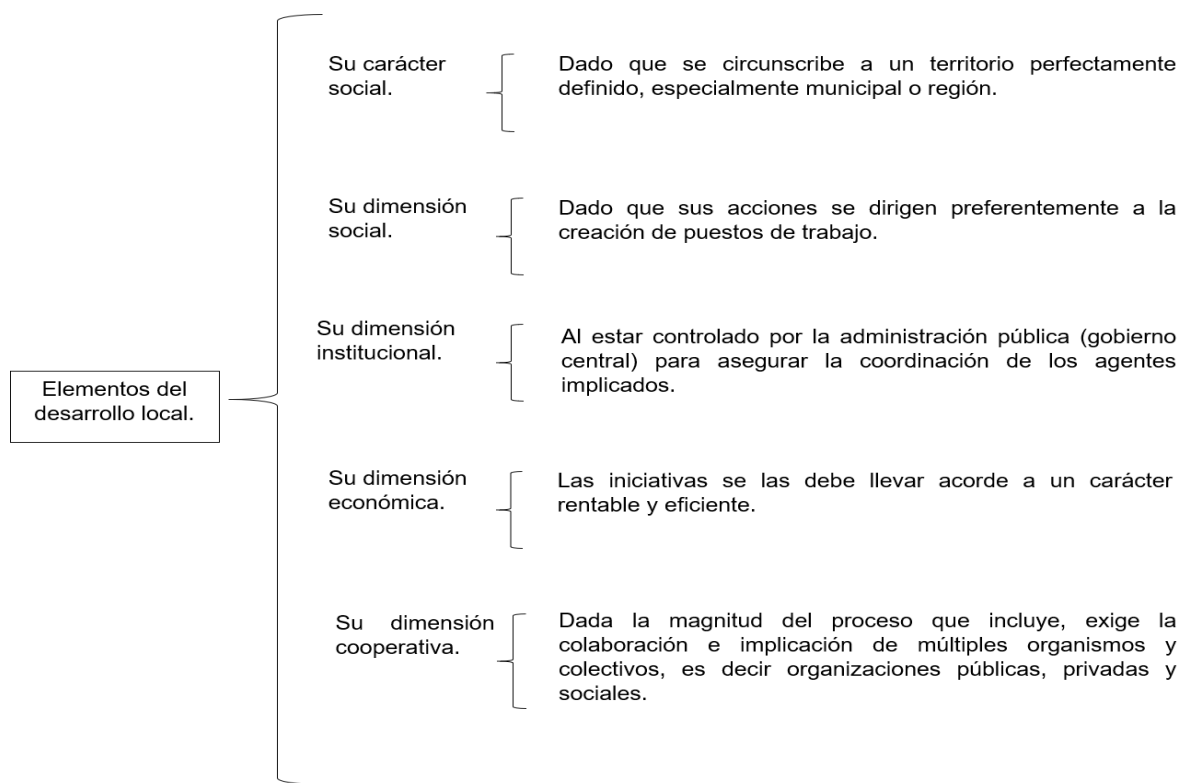 Su carácter
social.
Dado que se circunscribe a un territorio perfectamente
definido, especialmente municipal o región.
Su dimensión
social.
Dado que sus acciones se dirigen preferentemente a la
creación de puestos de trabajo.
Su dimensión
institucional.
Al estar controlado por la administración pública (gobierno
central) para asegurar la coordinación de los agentes
implicados.
Elementos del
desarrollo local.
Su dimensión
económica.
Las iniciativas se las debe llevar acorde a un carácter
rentable y eficiente.
Su dimensión
cooperativa.
Dada la magnitud del proceso que incluye, exige la
colaboración e implicación de múltiples organismos y
colectivos, es decir organizaciones públicas, privadas y
sociales.